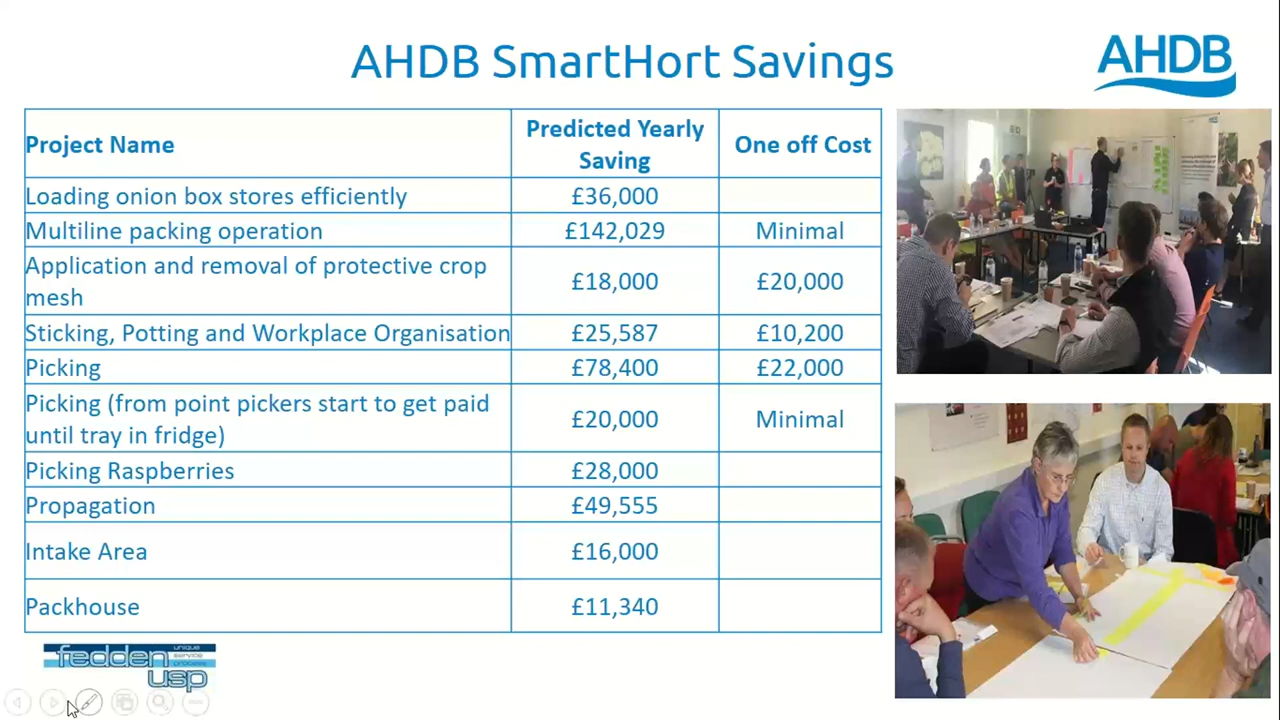 AHDB SmartHort Savings
AHDB
Project Name
Predicted Yearly
Saving
One off Cost
Loading onion box stores efficiently £36,000
Multiline packing operation £142,029 Minimal
Application and removal of protective crop
mesh
£18,000 £20,000
Sticking, Potting and Workplace Organisation £25,587 £10,200
Picking £78,400 £22,000
Picking (from point pickers start to get paid
until tray in fridge)
£20,000 Minimal
Picking Raspberries £28,000
Propagation £49,555
Intake Area £16,000
Packhouse £11,340
fedden
unique
service
process
usp